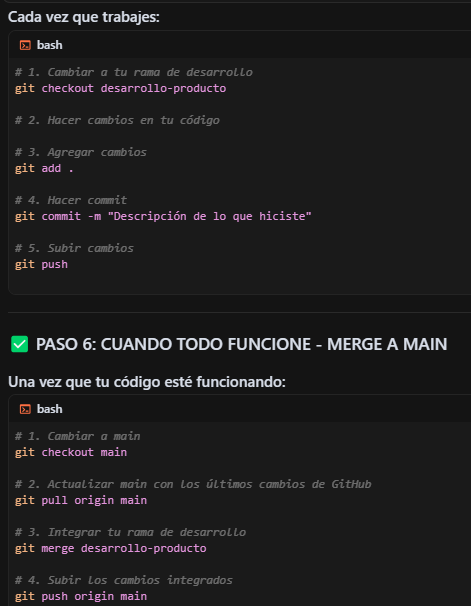 Cada vez que trabajes:
bash
# 1. Cambiar a tu rama de desarrollo
git checkout desarrollo-producto
# 2. Hacer cambios en tu código
# 3. Agregar cambios
git add .
# 4. Hacer commit
git commit -m "Descripción de lo que hiciste"
# 5. Subir cambios
git push
PASO 6: CUANDO TODO FUNCIONE - MERGE A MAIN
Una vez que tu código esté funcionando:
bash
# 1. Cambiar a main
git checkout main
# 2. Actualizar main con los últimos cambios de GitHub
git pull origin main
# 3. Integrar tu rama de desarrollo
git merge desarrollo-producto
# 4. Subir los cambios integrados
git push origin main